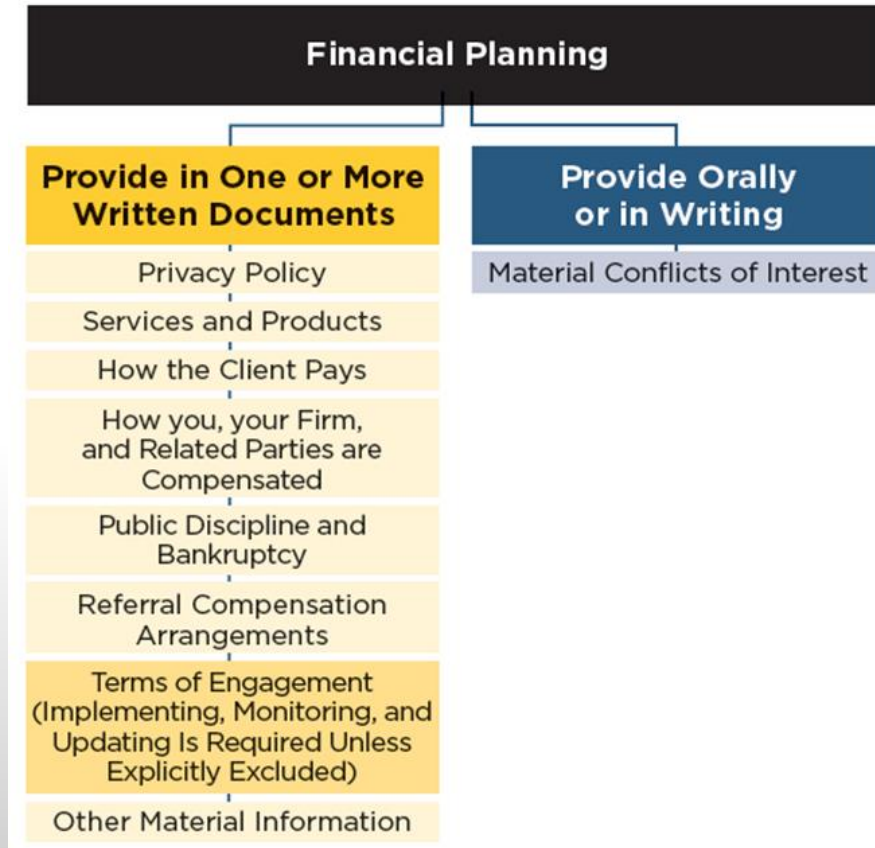 Financial Planning
Provide in One or More
Written Documents
Privacy Policy
Services and Products
How the Client Pays
How you, your Firm,
and Related Parties are
Compensated
Public Discipline and
Bankruptcy
Referral Compensation
Arrangements
Terms of Engagement
(Implementing, Monitoring, and
Updating Is Required Unless
Explicitly Excluded)
Other Material Information
Provide Orally
or in Writing
Material Conflicts of Interest